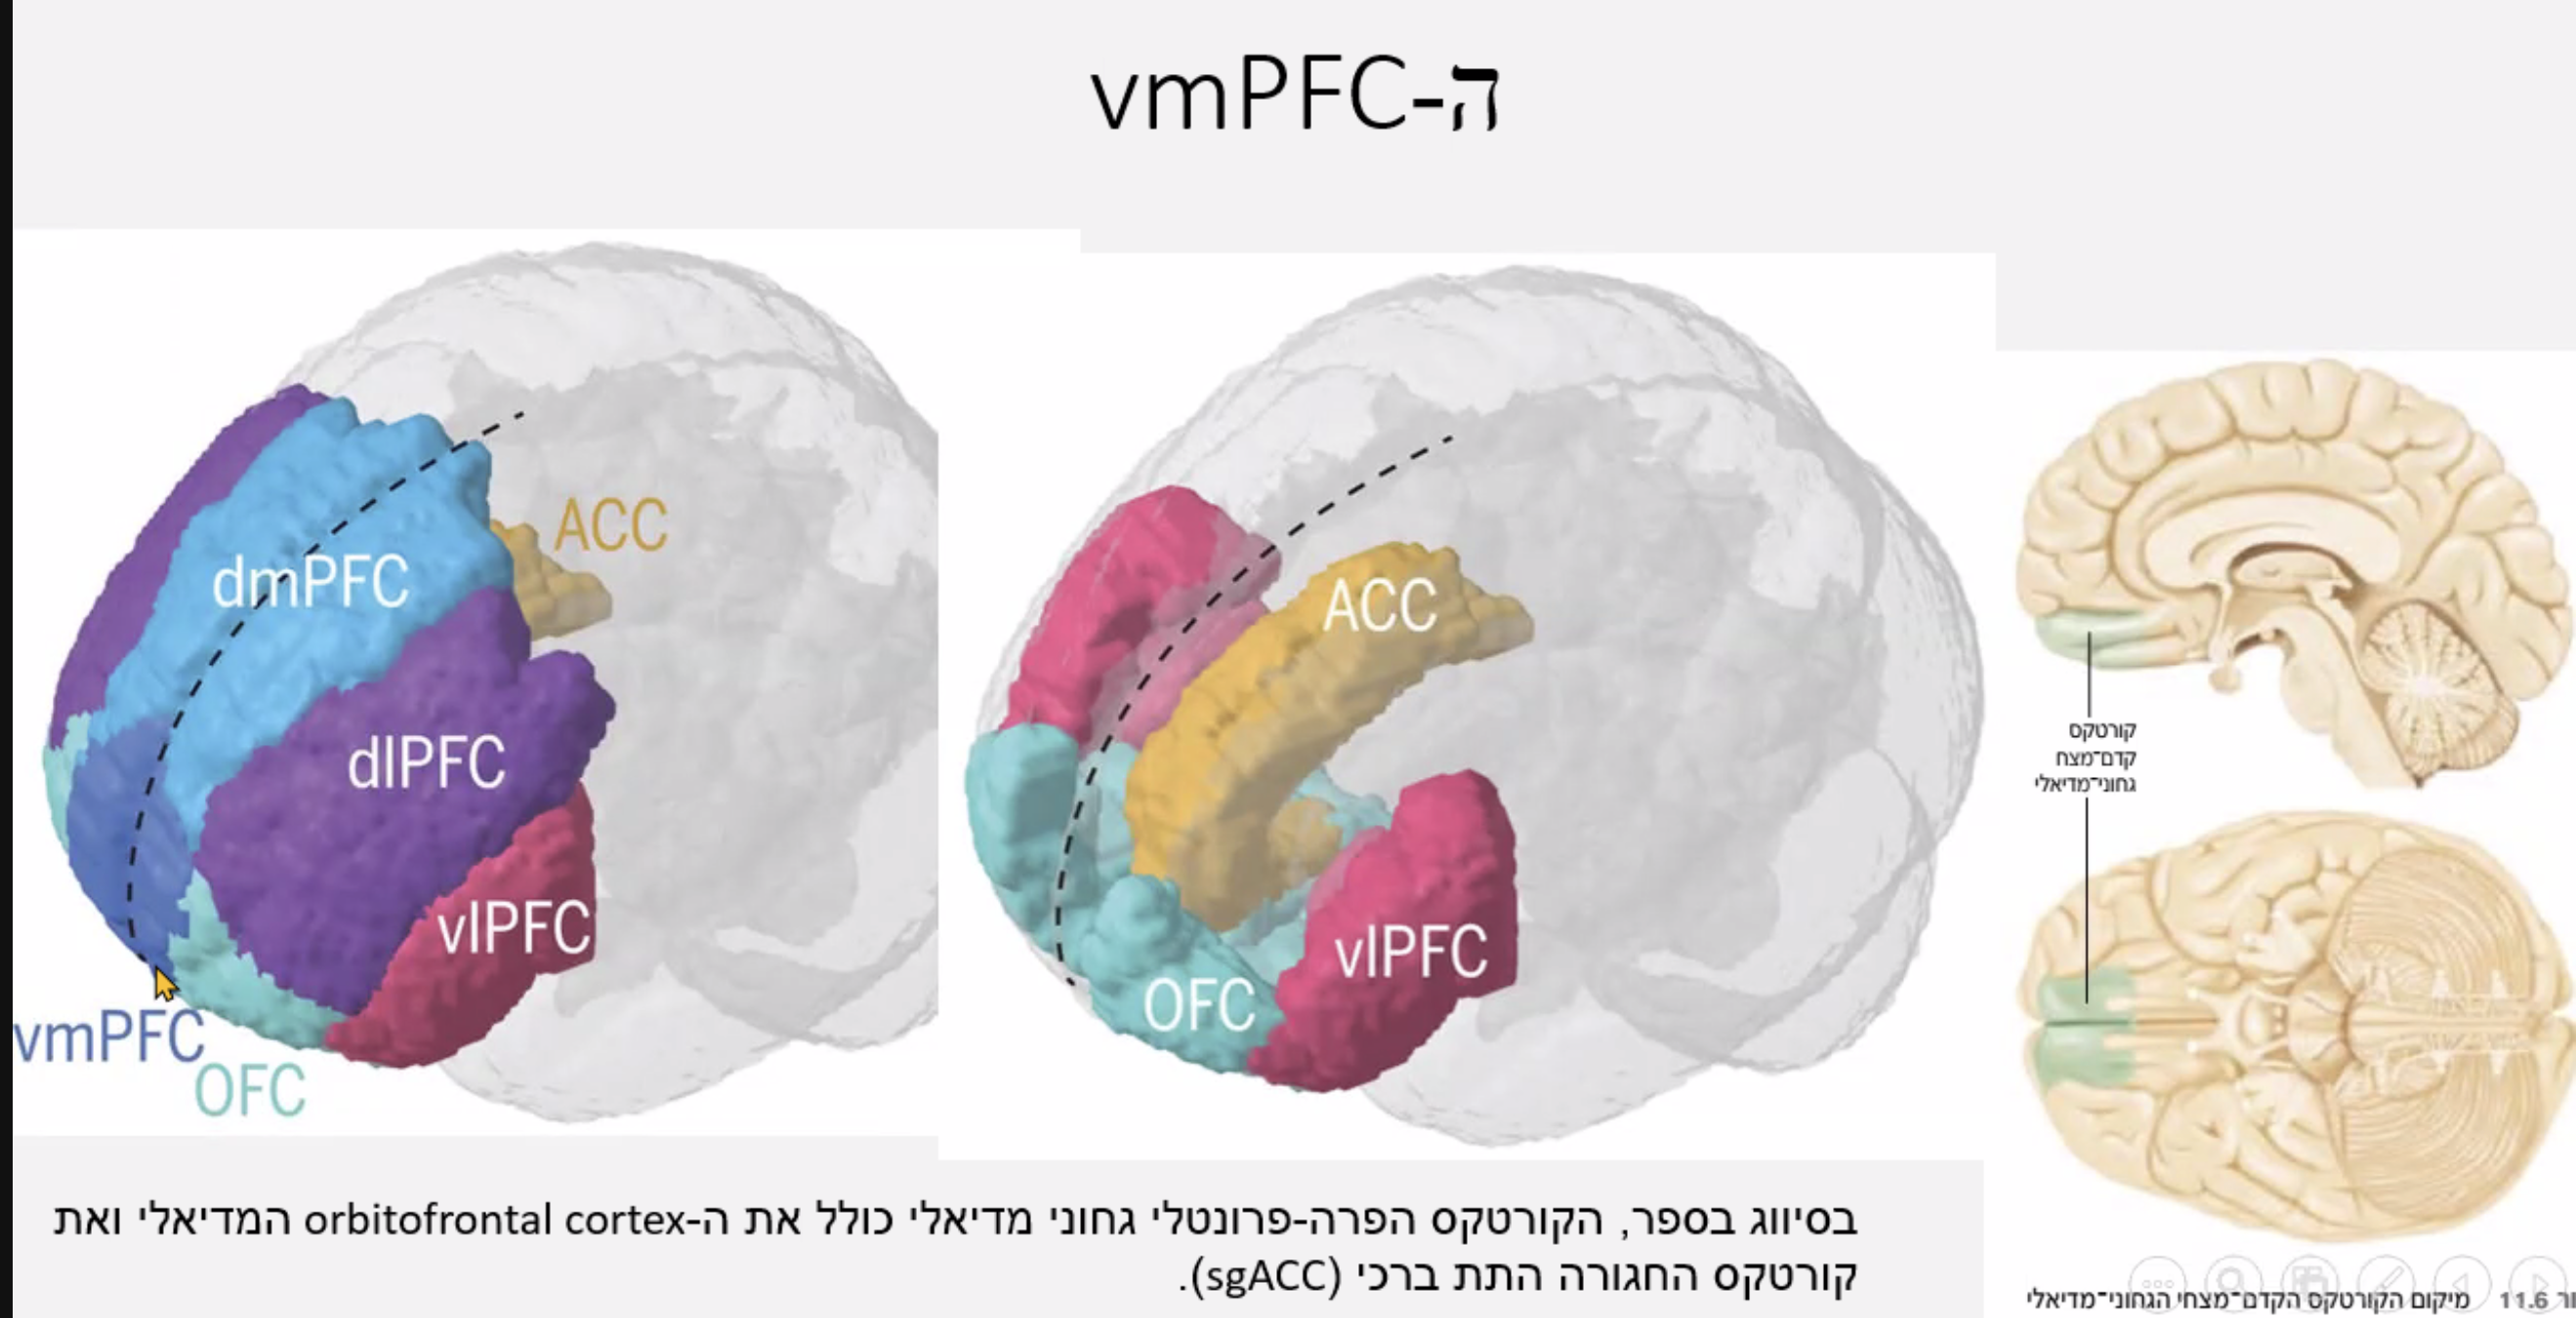 ה-vmPFC
ACC
dmPFC
dlPFC
vlPFC
vmPFC
OFC
ACC
vlPFC
OFC
קורטקס
קדם־מצח
גחוני־מדיאלי
בסיווג בספר, הקורטקס הפרה-פרונטלי גחוני מדיאלי כולל את ה-orbitofrontal cortex המדיאלי ואת
קורטקס החגורה התת ברכי (sgACC).
11.6 מיקום הקורטקס הקדם־מצחי הגחוני־מדיאלי